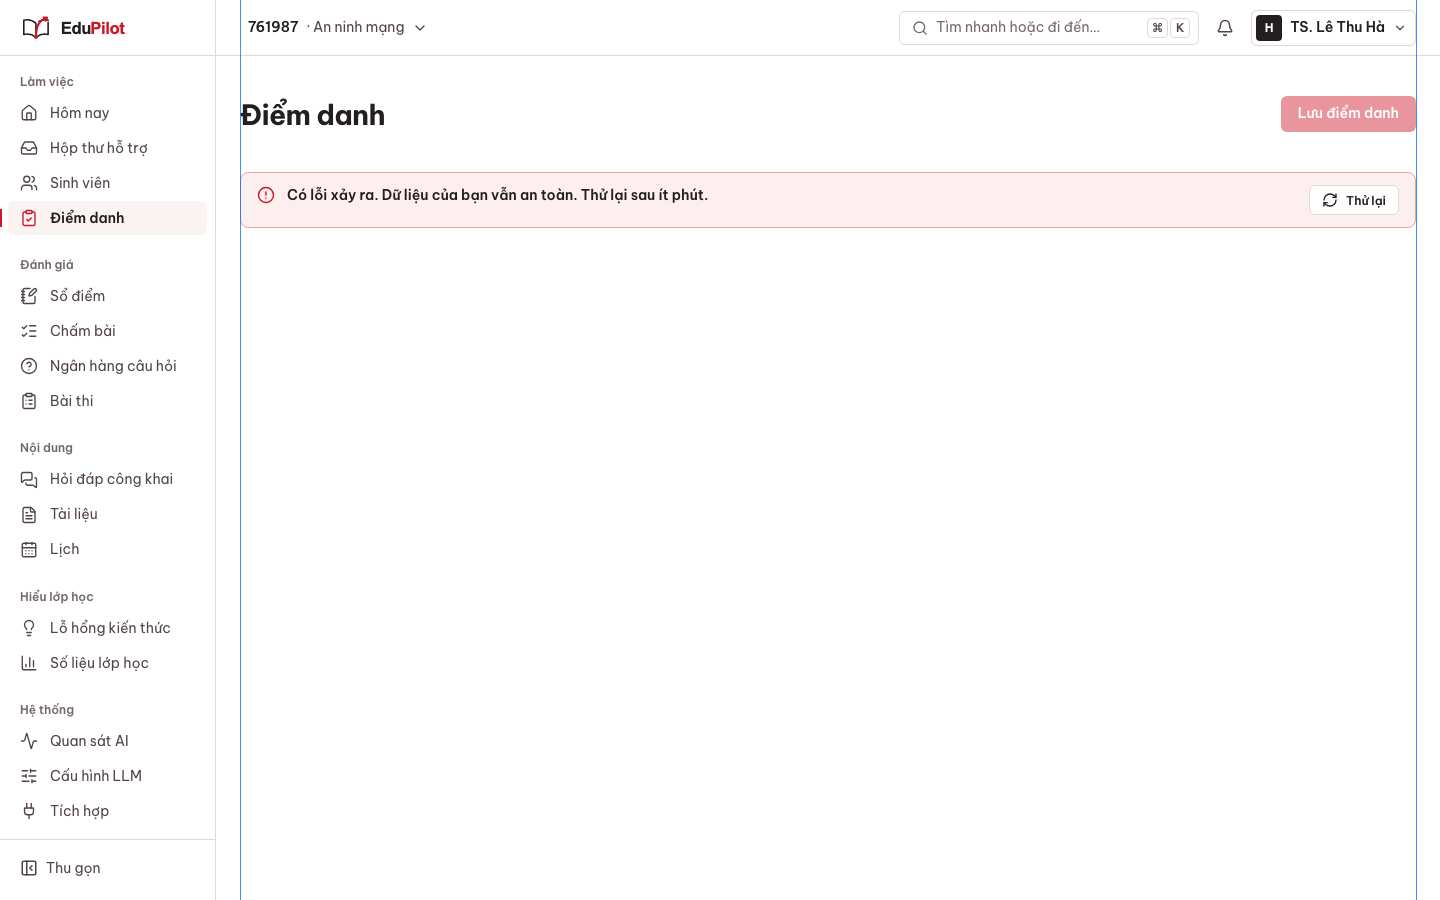 EduPilot
761987 · An ninh mạng
Tìm nhanh hoặc đi đến...
⌘ K
H
TS. Lê Thu Hà
Làm việc
Hôm nay
Hộp thư hỗ trợ
Sinh viên
Điểm danh
Đánh giá
Sổ điểm
Chấm bài
Ngân hàng câu hỏi
Bài thi
Nội dung
Hỏi đáp công khai
Tài liệu
Lịch
Hiểu lớp học
Lỗ hổng kiến thức
Số liệu lớp học
Hệ thống
Quan sát AI
Cấu hình LLM
Tích hợp
Thu gọn
Điểm danh
Lưu điểm danh
Có lỗi xảy ra. Dữ liệu của bạn vẫn an toàn. Thử lại sau ít phút.
Thử lại